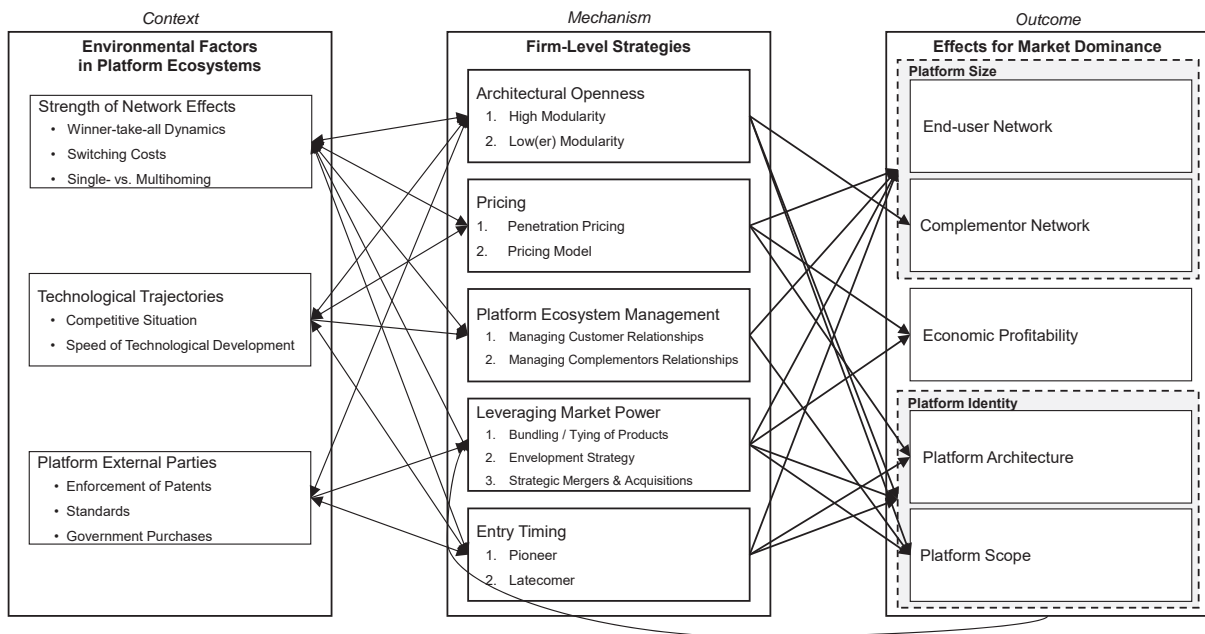 Context
Environmental Factors
in Platform Ecosystems
Strength of Network Effects
• Winner-take-all Dynamics
• Switching Costs
• Single- vs. Multihoming
Technological Trajectories
• Competitive Situation
• Speed of Technological Development
Platform External Parties
• Enforcement of Patents
• Standards
• Government Purchases
Mechanism
Firm-Level Strategies
Architectural Openness
1. High Modularity
2. Low(er) Modularity
Pricing
1. Penetration Pricing
2. Pricing Model
Platform Ecosystem Management
1. Managing Customer Relationships
2. Managing Complementors Relationships
Leveraging Market Power
1. Bundling / Tying of Products
2. Envelopment Strategy
3. Strategic Mergers & Acquisitions
Entry Timing
1. Pioneer
2. Latecomer
Outcome
Effects for Market Dominance
Platform Size
End-user Network
Complementor Network
Economic Profitability
Platform Identity
Platform Architecture
Platform Scope